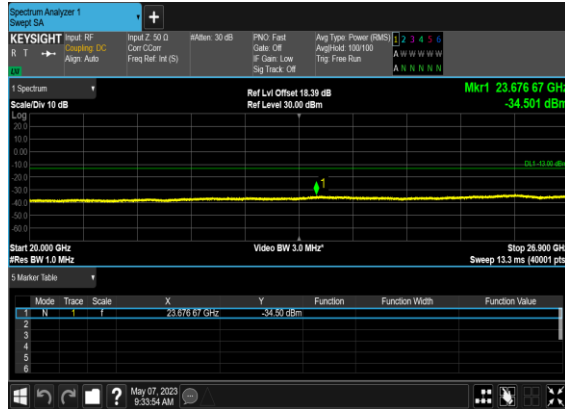 Spectrum Analyzer 1
Swept SA
+
KEYSIGHT Input: RF Input Z: 50 Ω #Atten: 30 dB PNO: Fast Avg Type: Power (RMS) 1 2 3 4 5 6
R T Coupling: DC Corr CCorr Gate: Off Avg|Hold: 100/100 A W W W W W
Align: Auto Freq Ref: Int (S) IF Gain: Low Trig: Free Run
Sig Track: Off A N N N N N
1 Spectrum Ref Lvl Offset 18.39 dB Mkr1 23.676 67 GHz
Scale/Div 10 dB Ref Level 30.00 dBm -34.501 dBm
Log
20.0
10.0
0.00
-10.0 DL1 -13.00 dBm
-20.0
-30.0 1
-40.0
-50.0
-60.0
Start 20.000 GHz Video BW 3.0 MHz* Stop 26.900 GHz
#Res BW 1.0 MHz Sweep 13.3 ms (40001 pts)
5 Marker Table
Mode Trace Scale X Y Function Function Width Function Value
1 N 1 f 23.676 67 GHz -34.50 dBm
2
3
4
5
6
? May 07, 2023
9:33:54 AM